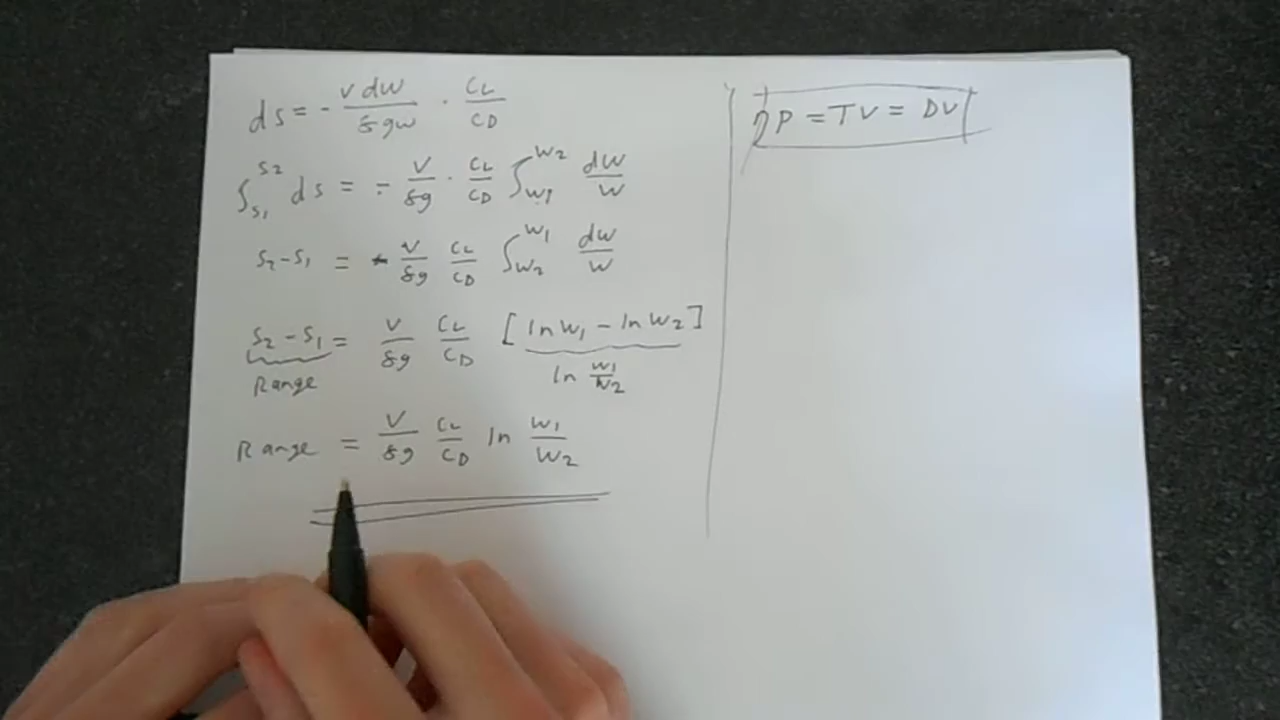 ds = - V dW / δgW · CL / CD
∫ S1 S2 ds = - V / δg · CL / CD ∫ W1 W2 dW / W
S2 - S1 = - V / δg CL / CD ∫ W2 W1 dW / W
S2 - S1 = V / δg CL / CD [ ln W1 - ln W2 ]
Range ln W1 / W2
Range = V / δg CL / CD ln W1 / W2
ηP = TV = DV